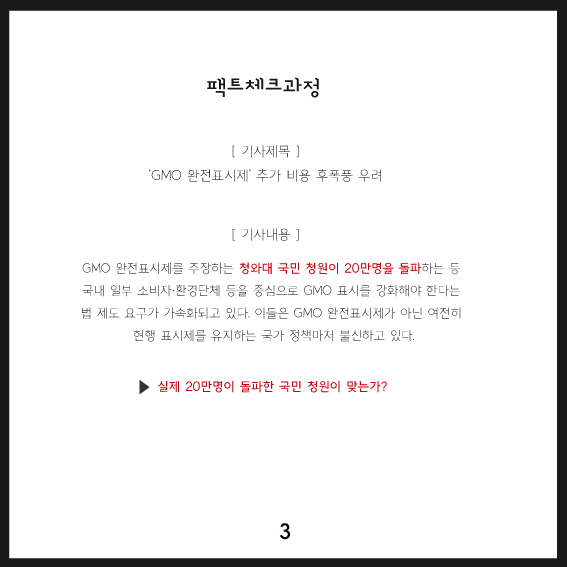 팩트체크과정
[ 기사제목 ]
'GMO 완전표시제' 추가 비용 후폭풍 우려
[ 기사내용 ]
GMO 완전표시제를 주장하는 청와대 국민 청원이 20만명을 돌파하는 등
국내 일부 소비자·환경단체 등을 중심으로 GMO 표시를 강화해야 한다는
법 제도 요구가 가속화되고 있다. 이들은 GMO 완전표시제가 아닌 여전히
현행 표시제를 유지하는 국가 정책마저 불신하고 있다.
▶ 실제 20만명이 돌파한 국민 청원이 맞는가?
3